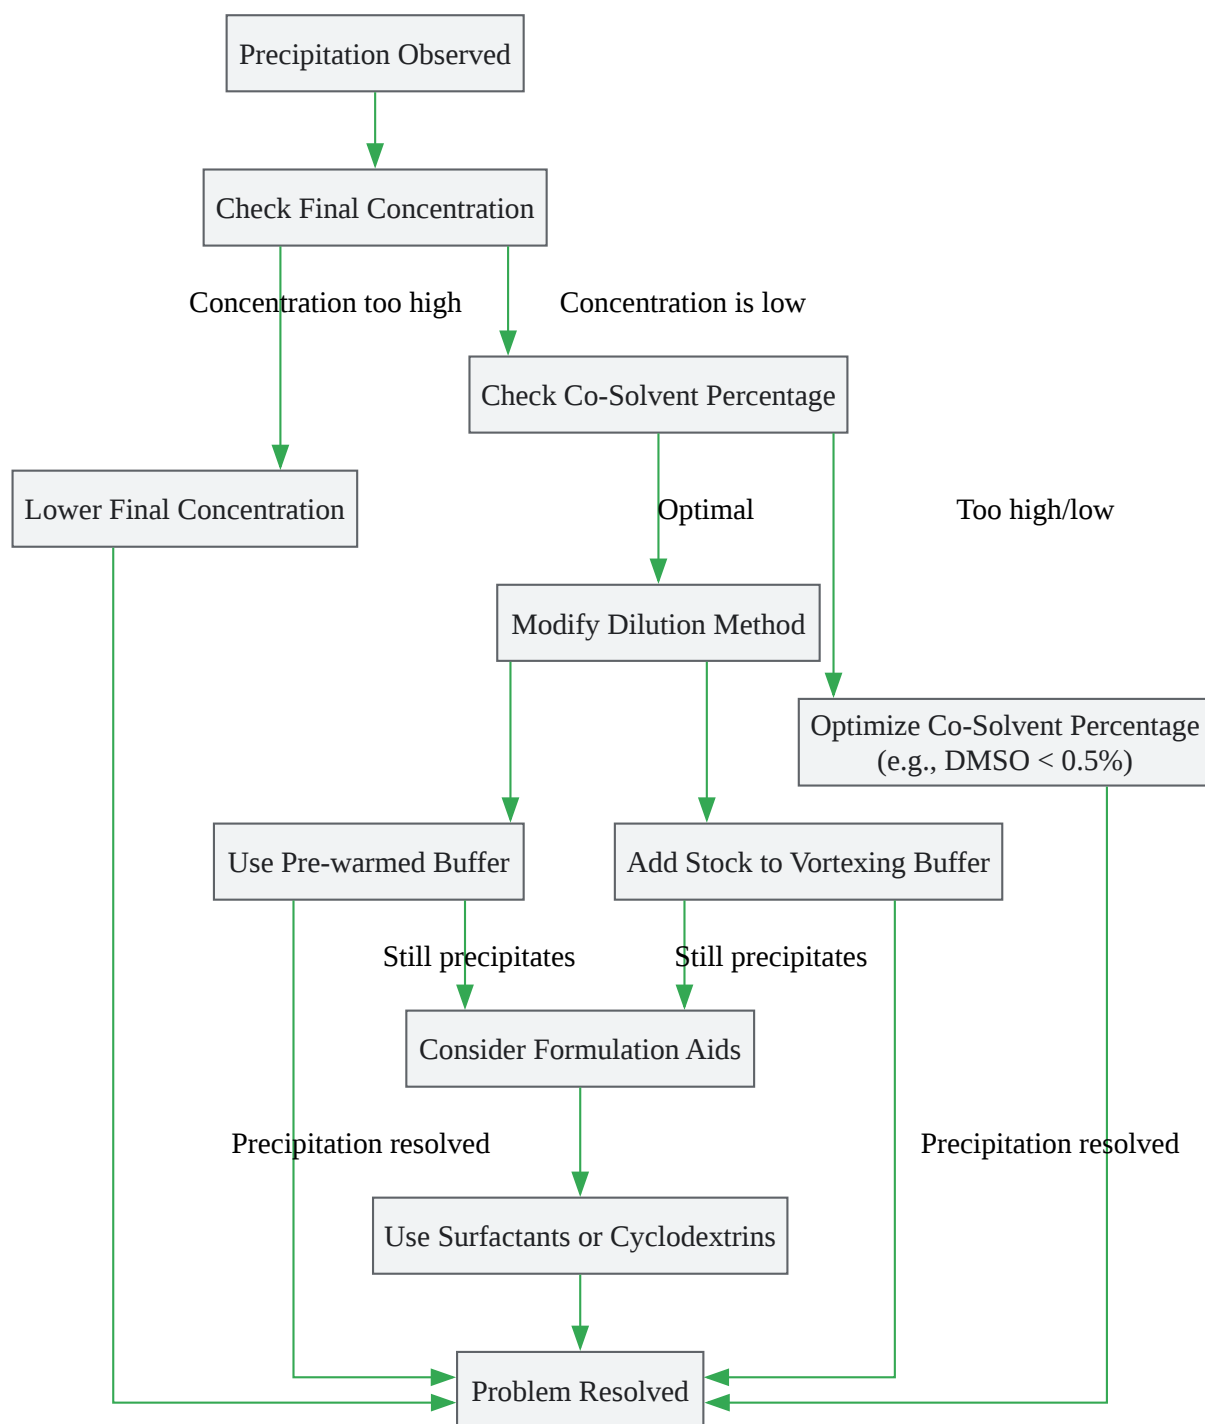 Precipitation Observed
Check Final Concentration
Concentration too high
Concentration is low
Check Co-Solvent Percentage
Lower Final Concentration
Optimal
Too high/low
Modify Dilution Method
Optimize Co-Solvent Percentage
(e.g., DMSO < 0.5%)
Use Pre-warmed Buffer
Add Stock to Vortexing Buffer
Still precipitates
Still precipitates
Consider Formulation Aids
Precipitation resolved
Precipitation resolved
Use Surfactants or Cyclodextrins
Problem Resolved